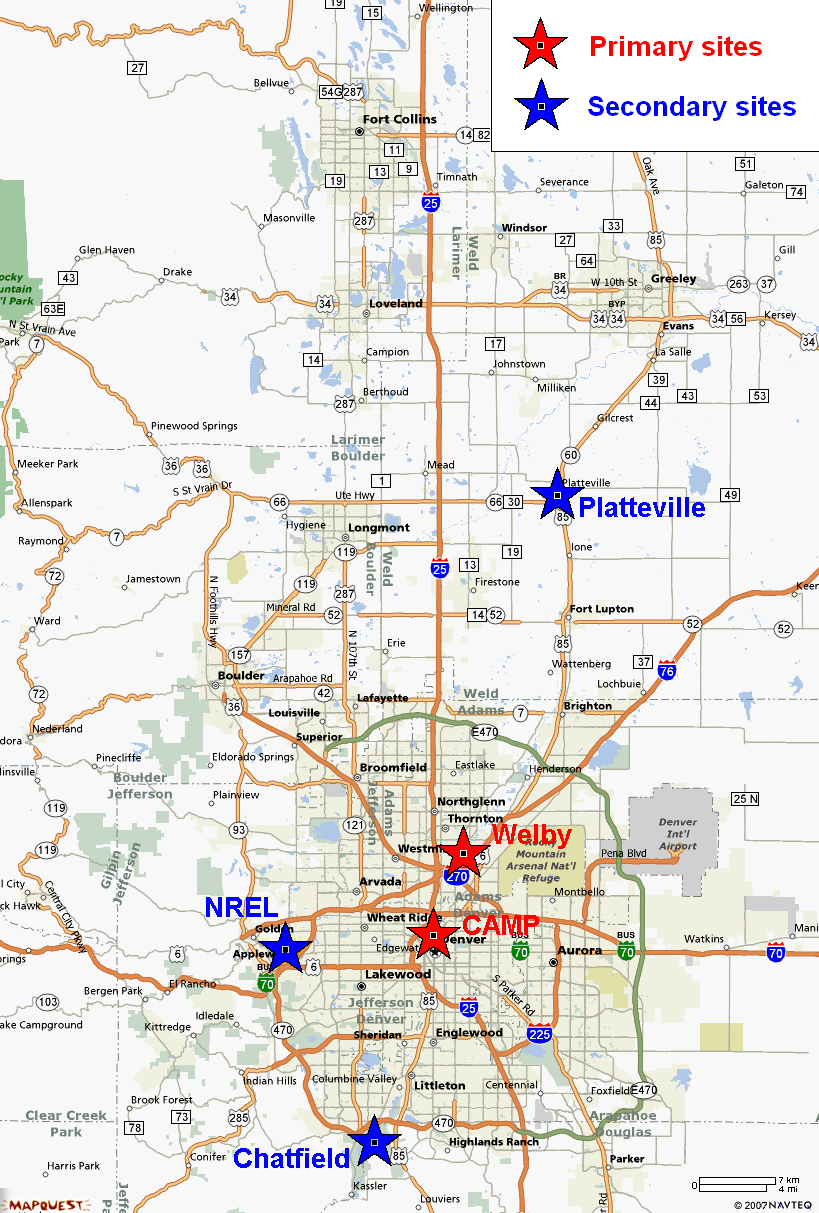 Primary sites
Secondary sites
19
15
Wellington
27
Bellvue
54G 287
Fort Collins
14 82
11
13
9
19
Timnath
Severance
51
Galeton
74
Oak Ave
25
Masonville
287
Windsor
33
27
85
64
Glen Haven
Gill
43
Drake
Larimer
Weld
BR
34
W 10th St
Greeley
263
37
34
34
63E
Loveland
BYP
34 34
34 56
Kersey
N St Vrain Ave
Park
7
Evans
34
Campion
14
17
La Salle
Johnstown
39
Milliken
Berthoud
287
44
43
53
Gilcrest
Pinewood Springs
Larimer
Boulder
60
Meeker Park
36
36
Mead
S St Vrain Dr
1
Platteville
49
Allenspark
66
Ute Hwy
66 30
Platteville
85
Hygiene
Longmont
Raymond
7
119
19
Ione
72
Jamestown
25
13
Firestone
119
Weld
Boulder
287
Keen
N Foothills Hwy
Mineral Rd
52
14 52
Fort Lupton
52
52
Ward
N 107th St
Erie
85
157
Wattenberg
37
76
Boulder
Arapahoe Rd
Lochbuie
72
42
Lafayette
Weld
Adams
36
Louisville
7
Brighton
Nederland
Superior
E470
Pinecliffe
Eldorado Springs
Boulder
Jefferson
Broomfield
Eastlake
Henderson
Plainview
Adams
Jefferson
Northglenn
25 N
119
93
121
Thornton
Denver
Int'l
Airport
119
Welby
Rocky
Mountain
Arsenal Nat'l
Refuge
Pena Blvd
Gilpin
Jefferson
270
Arvada
Montbello
Adams
NREL
Central City Pkwy
Wheat Ridge
CAMP
Golden
Denver
BUS
70
BUS
70
Mani
6
Edgewat
Aurora
Watkins
70
6
BUS
70
El Rancho
Bergen Park
Lakewood
S Parker Rd
103
Jefferson
Denver
85
25
Idledale
Kittredge
470
Sheridan
Englewood
225
Indian Hills
Columbine Valley
Littleton
Centennial
Foxfield
E470
Brook Forest
Clear Creek
Park
73
285
Arapahoe
Douglas
78
470
Chatfield
85
Highlands Ranch
Conifer
Parker
Harris Park
Kassler
Louviers
0
7 km
4 mi
MAPQUEST
© 2007 NAVTEQ